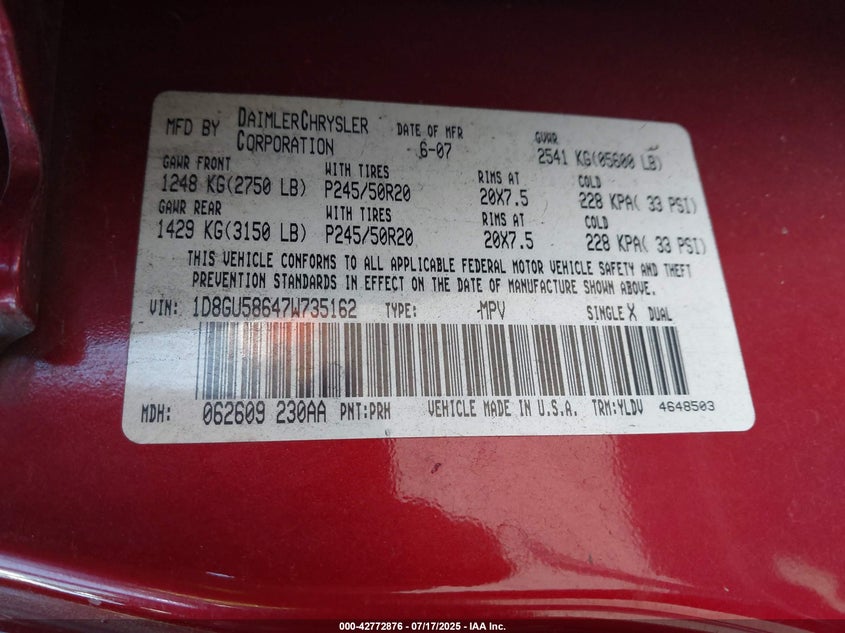 MFD BY DAIMLERCHRYSLER CORPORATION DATE OF MFR 6-07 GVWR 2541 KG(05600 LB)
GAWR FRONT WITH TIRES RIMS AT COLD
1248 KG(2750 LB) P245/50R20 20X7.5 228 KPA( 33 PSI)
GAWR REAR WITH TIRES RIMS AT COLD
1429 KG(3150 LB) P245/50R20 20X7.5 228 KPA( 33 PSI)
THIS VEHICLE CONFORMS TO ALL APPLICABLE FEDERAL MOTOR VEHICLE SAFETY AND THEFT
PREVENTION STANDARDS IN EFFECT ON THE DATE OF MANUFACTURE SHOWN ABOVE.
VIN: 1D8GU58647W735162 TYPE: MPV SINGLE X DUAL
MDH: 062609 230AA PNT:PRH VEHICLE MADE IN U.S.A. TRM:YLDV 4648503
000-42772876 / 07/17/2025 - IAA Inc.